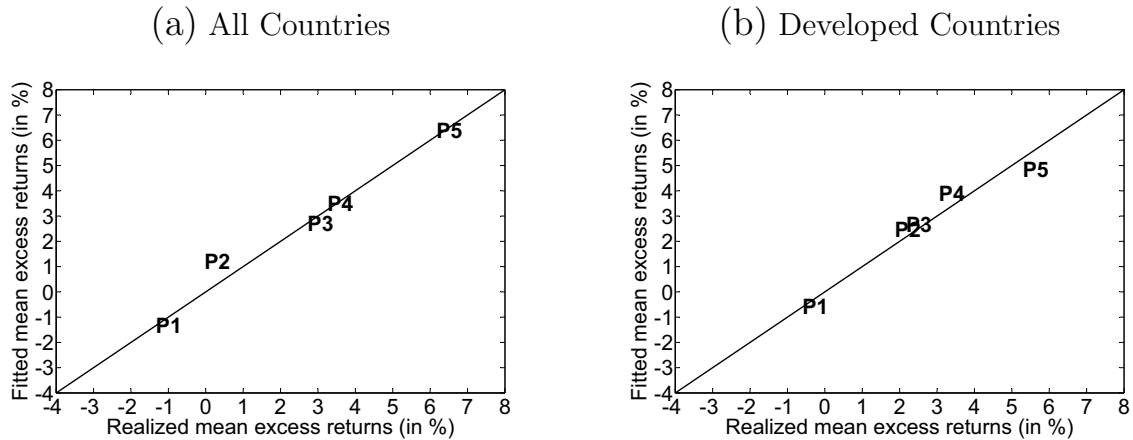 (a) All Countries
Fitted mean excess returns (in %)
8
7
6
5
4
3
2
1
0
-1
-2
-3
-4
P5
P4
P3
P2
P1
-4 -3 -2 -1 0 1 2 3 4 5 6 7 8
Realized mean excess returns (in %)
(b) Developed Countries
Fitted mean excess returns (in %)
8
7
6
5
4
3
2
1
0
-1
-2
-3
-4
P5
P4
P3
P2
P1
-4 -3 -2 -1 0 1 2 3 4 5 6 7 8
Realized mean excess returns (in %)